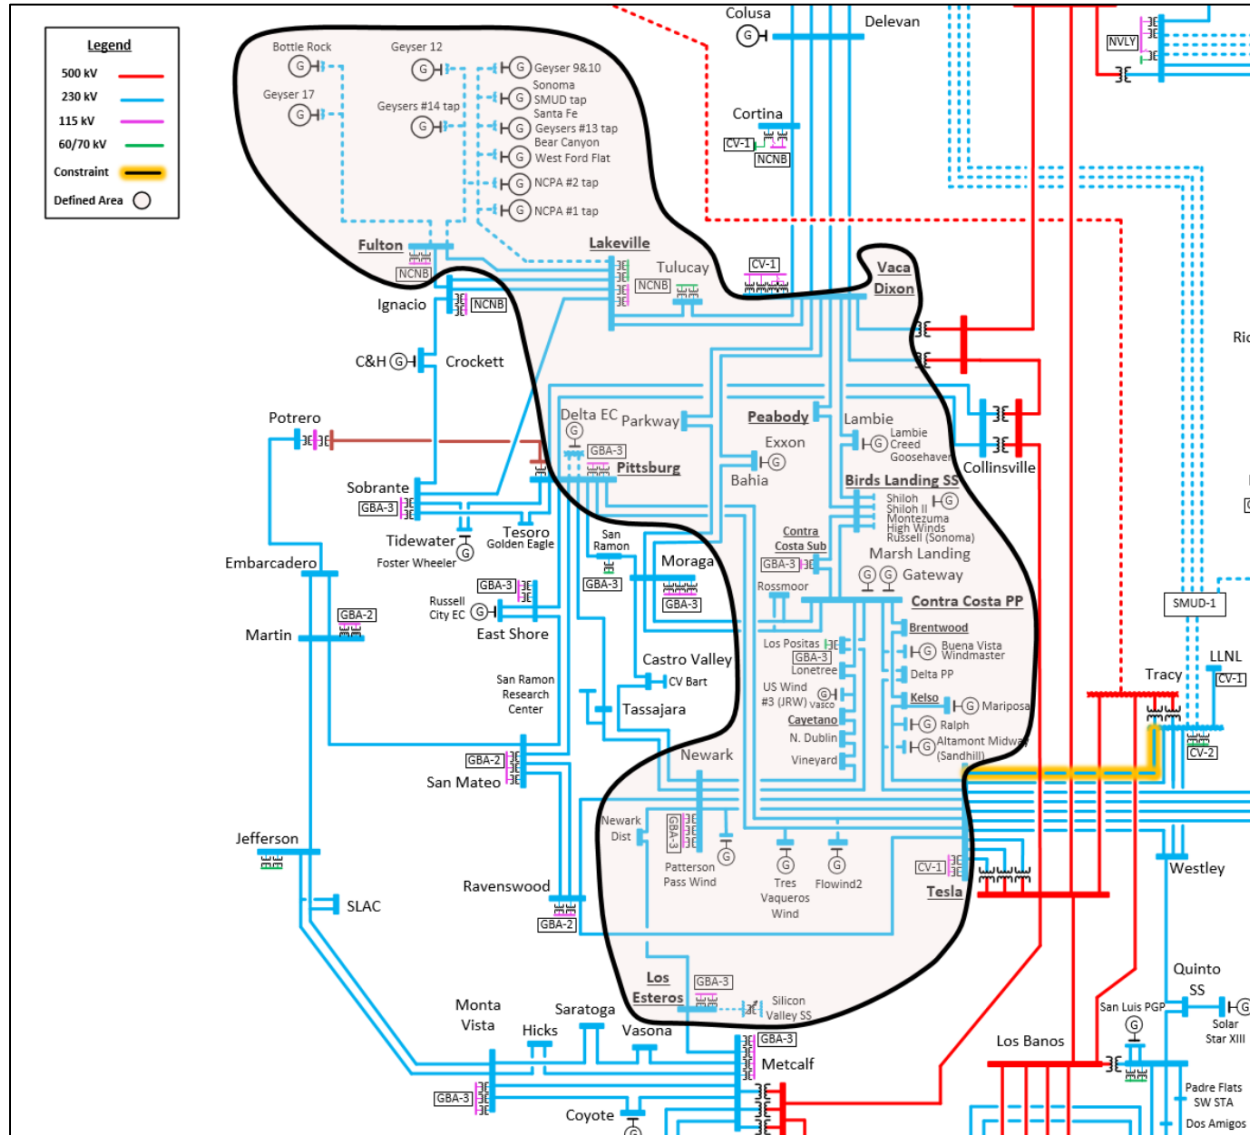 Legend
500 kV
230 kV
115 kV
60/70 kV
Constraint
Defined Area
Bottle Rock
G
Geyser 17
G
Geyser 12
G
Geysers #14 tap
G
G
Geyser 9&10
Sonoma
G
SMUD tap
Santa Fe
G
Geysers #13 tap
Bear Canyon
G
West Ford Flat
G
NCPA #2 tap
G
NCPA #1 tap
Colusa
G
Delevan
NVLY
Cortina
CV-1
NCNB
Fulton
NCNB
Lakeville
Tulucay
NCNB
CV-1
Vaca
Dixon
Ignacio
NCNB
C&H
G
Crockett
Potrero
Delta EC
G
Parkway
GBA-3
Pittsburg
Peabody
Lambie
G
Lambie
Creed
Goosehaven
Exxon
G
Bahia
Collinsville
Birds Landing SS
Shiloh
G
Shiloh II
Montezuma
High Winds
Russell (Sonoma)
Sobrante
GBA-3
Tidewater
G
Foster Wheeler
Tesoro
Golden Eagle
San
Ramon
GBA-3
Moraga
GBA-3
Contra
Costa Sub
GBA-3
Marsh Landing
G
G
Gateway
Rossmoor
Contra Costa PP
Embarcadero
Martin
GBA-2
GBA-3
Russell
City EC
G
East Shore
Brentwood
G
Buena Vista
Windmaster
Los Positas
GBA-3
Lonetree
Delta PP
US Wind
#3 (JRW)
G
Vasco
Kelso
G
Mariposa
Cayetano
G
Ralph
N. Dublin
G
Altamont Midway
(Sandhill)
Vineyard
Castro Valley
CV Bart
San Ramon
Research
Center
Tassajara
SMUD-1
LLNL
CV-1
Tracy
CV-2
GBA-2
San Mateo
Newark
Newark
Dist
GBA-3
Patterson
Pass Wind
G
G
Tres
Vaqueros
Wind
G
Flowind2
CV-1
Tesla
Westley
Jefferson
SLAC
Ravenswood
GBA-2
Los
Esteros
GBA-3
Silicon
Valley SS
Quinto
SS
G
Solar
Star XIII
San Luis PGP
G
Los Banos
Padre Flats
SW STA
Dos Amigos
Monta
Vista
Hicks
Saratoga
Vasona
GBA-3
Metcalf
GBA-3
Coyote
G